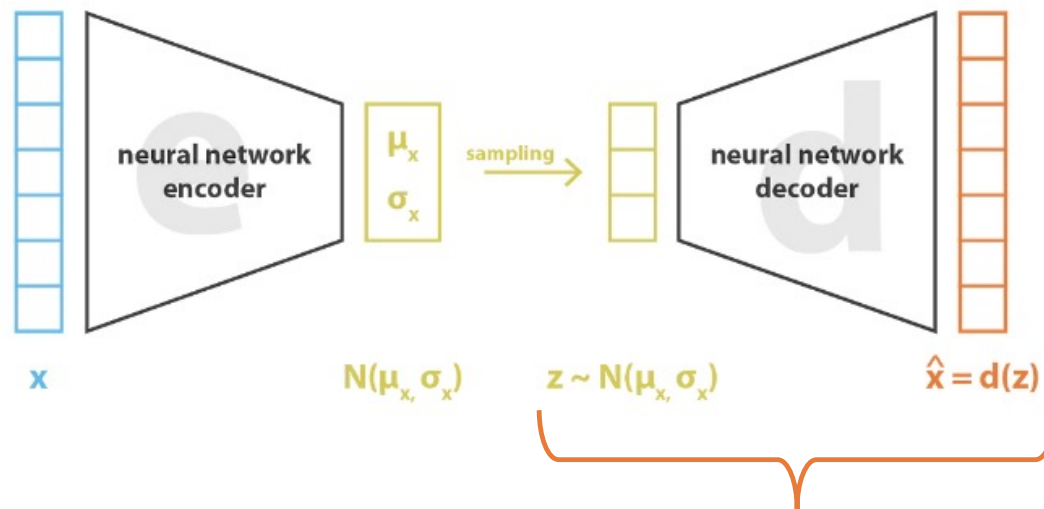 e
neural network
encoder
μx
σx
sampling
d
neural network
decoder
x
N(μx, σx)
z ~ N(μx, σx)
x̂ = d(z)